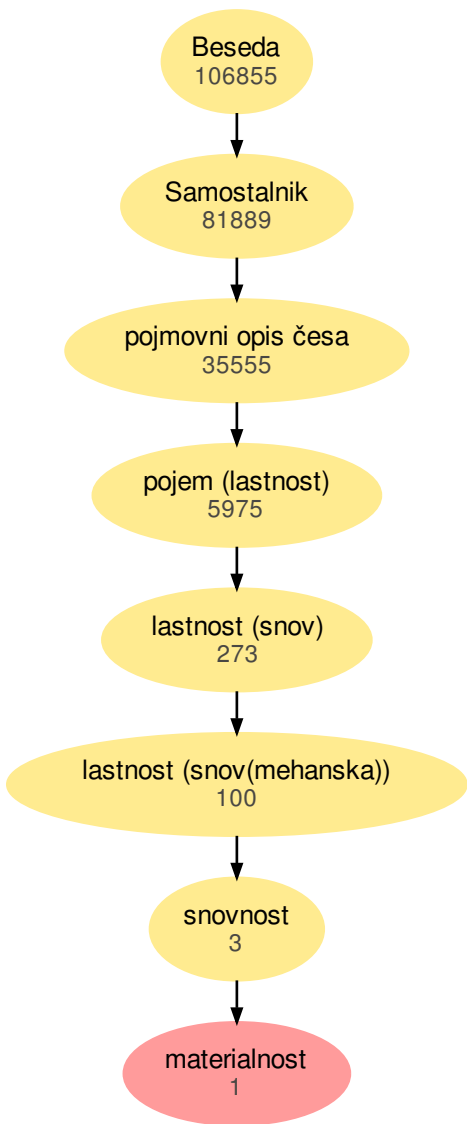 Beseda
106855
Samostalnik
81889
pojmovni opis česa
35555
pojem (lastnost)
5975
lastnost (snov)
273
lastnost (snov(mehanska))
100
snovnost
3
materialnost
1